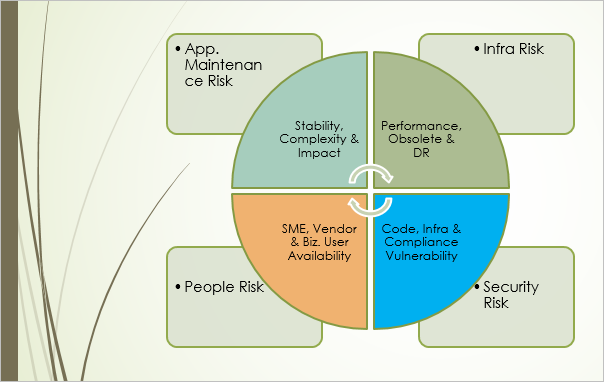 • App.
Maintenan
ce Risk
• Infra Risk
Stability,
Complexity &
Impact
Performance,
Obsolete &
DR
SME, Vendor
& Biz. User
Availability
Code, Infra &
Compliance
Vulnerability
• People Risk
• Security
Risk